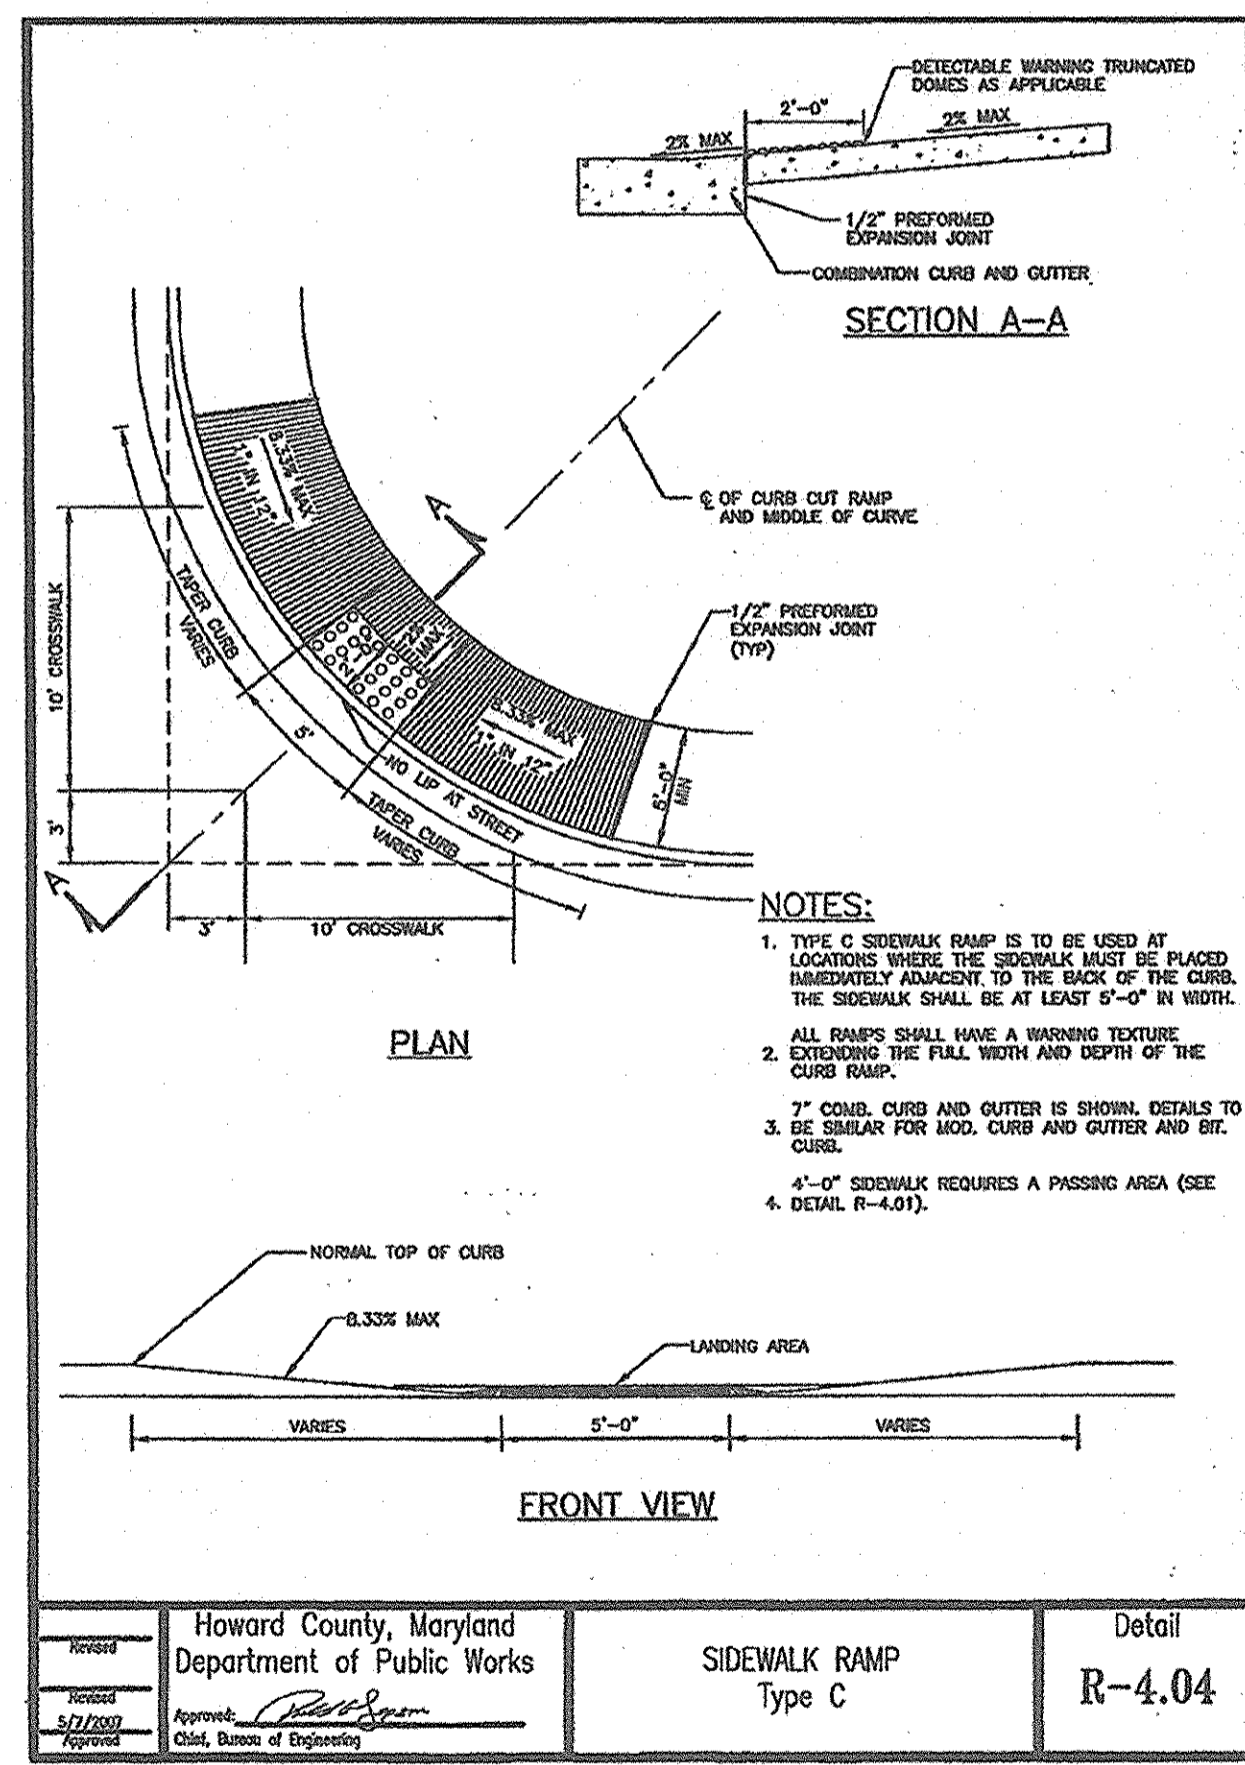 DETECTABLE WARNING TRUNCATED
DOMES AS APPLICABLE
2'-0"
2% MAX
2% MAX
1/2" PREFORMED
EXPANSION JOINT
COMBINATION CURB AND GUTTER
SECTION A-A
8.33% MAX
1" IN 12"
A
℄ OF CURB CUT RAMP
AND MIDDLE OF CURVE
10' CROSSWALK
TAPER CURB
VARIES
2%
MAX
1/2" PREFORMED
EXPANSION JOINT
(TYP)
8.33% MAX
1" IN 12"
5'
NO LIP AT STREET
TAPER CURB
VARIES
5'-0"
MIN
3'
A
3'
10' CROSSWALK
PLAN
NOTES:
1. TYPE C SIDEWALK RAMP IS TO BE USED AT
LOCATIONS WHERE THE SIDEWALK MUST BE PLACED
IMMEDIATELY ADJACENT TO THE BACK OF THE CURB.
THE SIDEWALK SHALL BE AT LEAST 5'-0" IN WIDTH.
ALL RAMPS SHALL HAVE A WARNING TEXTURE
2. EXTENDING THE FULL WIDTH AND DEPTH OF THE
CURB RAMP.
7" COMB. CURB AND GUTTER IS SHOWN. DETAILS TO
3. BE SIMILAR FOR MOD. CURB AND GUTTER AND BIT.
CURB.
4'-0" SIDEWALK REQUIRES A PASSING AREA (SEE
4. DETAIL R-4.01).
NORMAL TOP OF CURB
8.33% MAX
LANDING AREA
VARIES
5'-0"
VARIES
FRONT VIEW
Revised
Revised
5/7/2007
Approved
Howard County, Maryland
Department of Public Works
Approved:
Chief, Bureau of Engineering
SIDEWALK RAMP
Type C
Detail
R-4.04